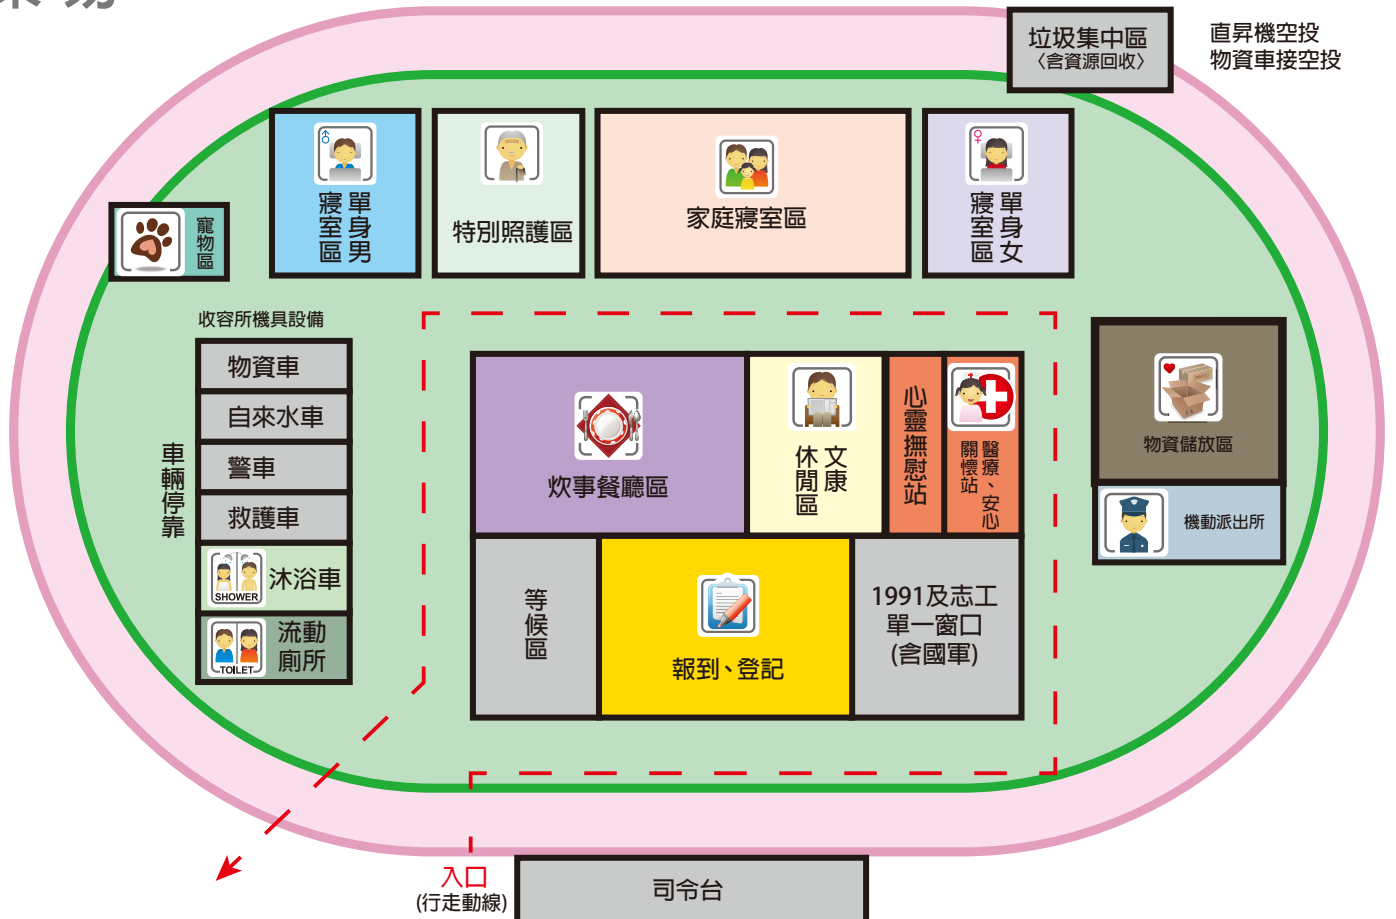 垃圾集中區
〈含資源回收〉
直昇機空投
物資車接空投
單身男
寢室區
特別照護區
家庭寢室區
單身女
寢室區
寵物區
收容所機具設備
物資車
自來水車
警車
救護車
SHOWER
沐浴車
TOILET
流動
廁所
車輛停靠
炊事餐廳區
文康
休閒區
心靈撫慰站
醫療、安心
關懷站
物資儲放區
機動派出所
等候區
報到、登記
1991及志工
單一窗口
(含國軍)
入口
(行走動線)
司令台